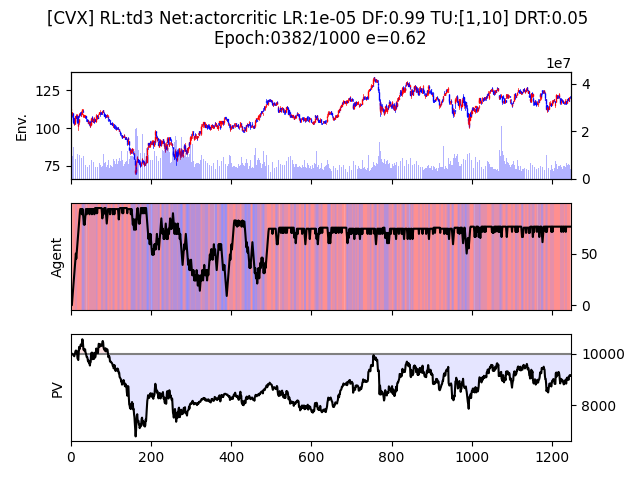 [CVX] RL:td3 Net:actorcritic LR:1e-05 DF:0.99 TU:[1,10] DRT:0.05
Epoch:0382/1000 e=0.62
1e7
125
100
75
Env.
4
2
0
Agent
50
0
PV
10000
8000
0
200
400
600
800
1000
1200